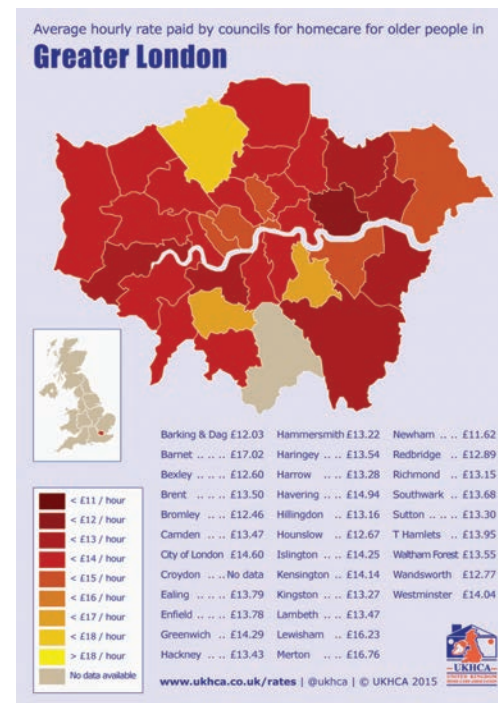 Average hourly rate paid by councils for homecare for older people in
Greater London
Barking & Dag £12.03
Barnet .. .. .. £17.02
Bexley .. .. .. £12.60
Brent .. .. .. £13.50
Bromley .. .. £12.46
Camden .. .. £13.47
City of London £14.60
Croydon .. .. No data
Ealing .. .. .. £13.79
Enfield .. .. .. £13.78
Greenwich .. £14.29
Hackney .. .. £13.43
Hammersmith £13.22
Haringey .. .. £13.54
Harrow .. .. £13.28
Havering .. .. £14.94
Hillingdon .. £13.16
Hounslow .. £12.67
Islington .. .. £14.25
Kensington .. £14.14
Kingston .. .. £13.27
Lambeth .. .. £13.47
Lewisham .. £16.23
Merton .. .. £16.76
Newham .. .. £11.62
Redbridge .. £12.89
Richmond .. £13.15
Southwark .. £13.68
Sutton .. .. .. £13.30
T Hamlets .. £13.95
Waltham Forest £13.55
Wandsworth £12.77
Westminster £14.04
< £11 / hour
< £12 / hour
< £13 / hour
< £14 / hour
< £15 / hour
< £16 / hour
< £17 / hour
< £18 / hour
> £18 / hour
No data available
www.ukhca.co.uk/rates | @ukhca | © UKHCA 2015
UKHCA
UNITED KINGDOM